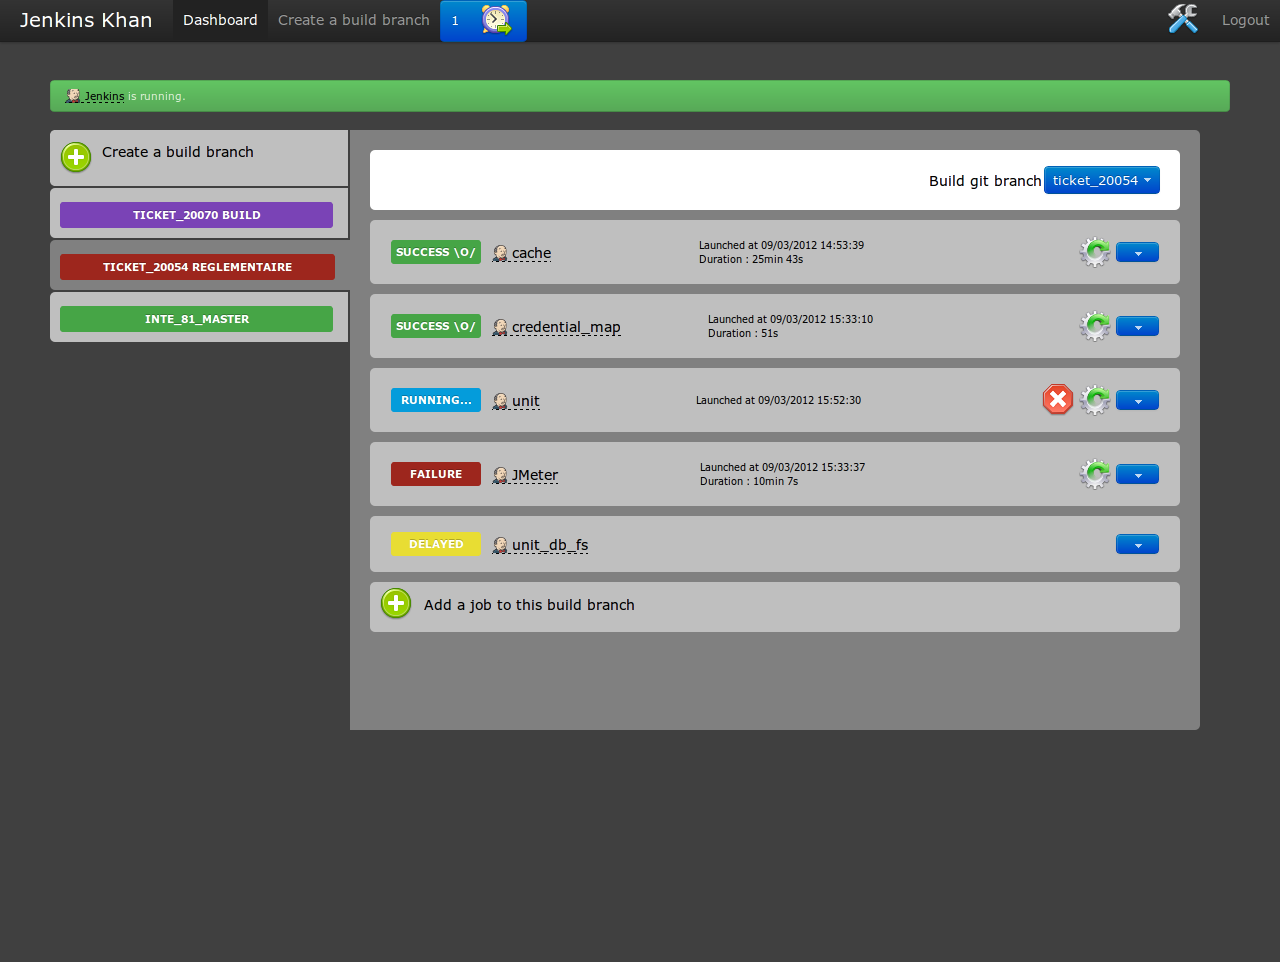 Jenkins Khan Dashboard Create a build branch 1 Logout
Jenkins is running.
Create a build branch
TICKET_20070 BUILD
TICKET_20054 REGLEMENTAIRE
INTE_81_MASTER
Build git branch ticket_20054
SUCCESS \O/ cache Launched at 09/03/2012 14:53:39
Duration : 25min 43s
SUCCESS \O/ credential_map Launched at 09/03/2012 15:33:10
Duration : 51s
RUNNING... unit Launched at 09/03/2012 15:52:30
FAILURE JMeter Launched at 09/03/2012 15:33:37
Duration : 10min 7s
DELAYED unit_db_fs
Add a job to this build branch